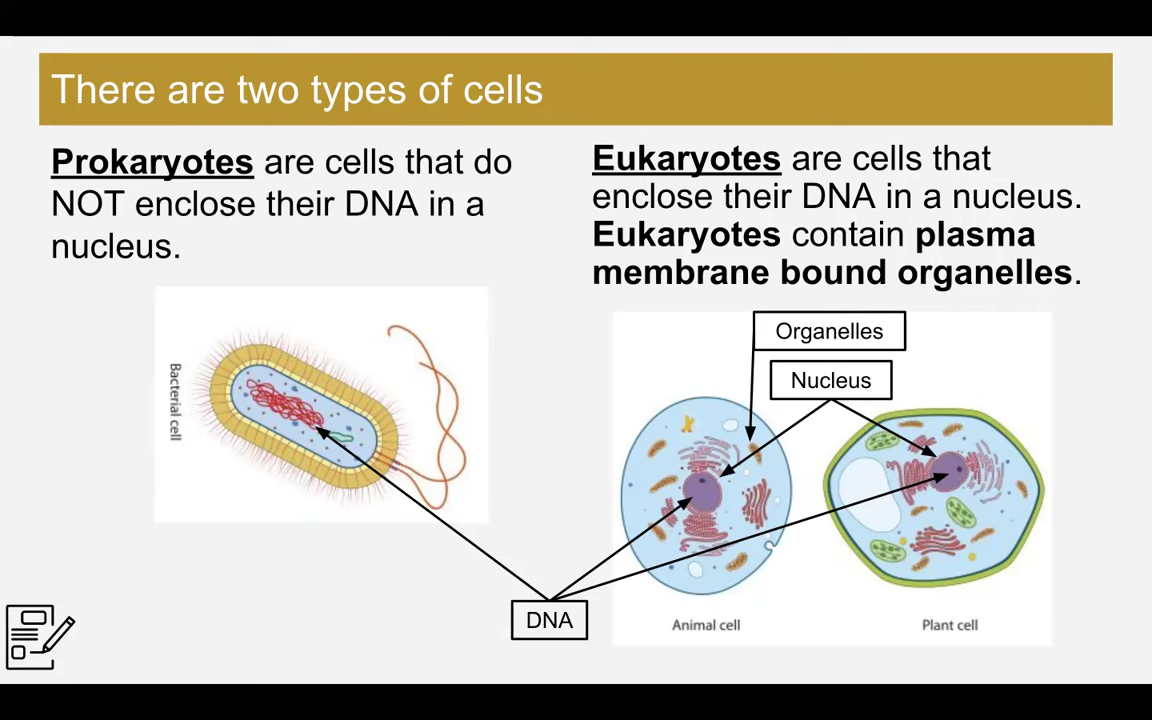 There are two types of cells
Prokaryotes are cells that do
NOT enclose their DNA in a
nucleus.
Eukaryotes are cells that
enclose their DNA in a nucleus.
Eukaryotes contain plasma
membrane bound organelles.
Bacterial cell
Organelles
Nucleus
DNA
Animal cell
Plant cell